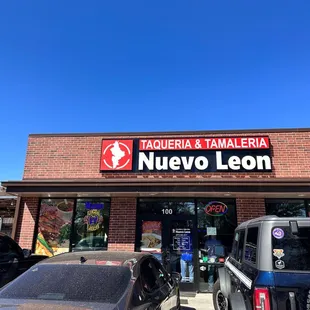 TAQUERIA & TAMALERIA
Nuevo Leon
100
OPEN